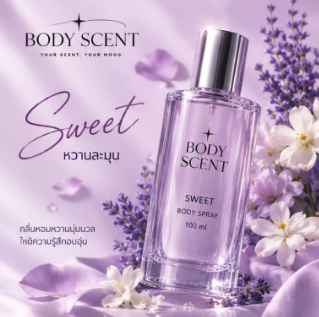 BODY SCENT
YOUR SCENT, YOUR MOOD.
Sweet
หวานละมุน
กลิ่นหอมหวานนุ่มนวล
ให้ความรู้สึกอบอุ่น
BODY
SCENT
SWEET
BODY SPRAY
100 ml